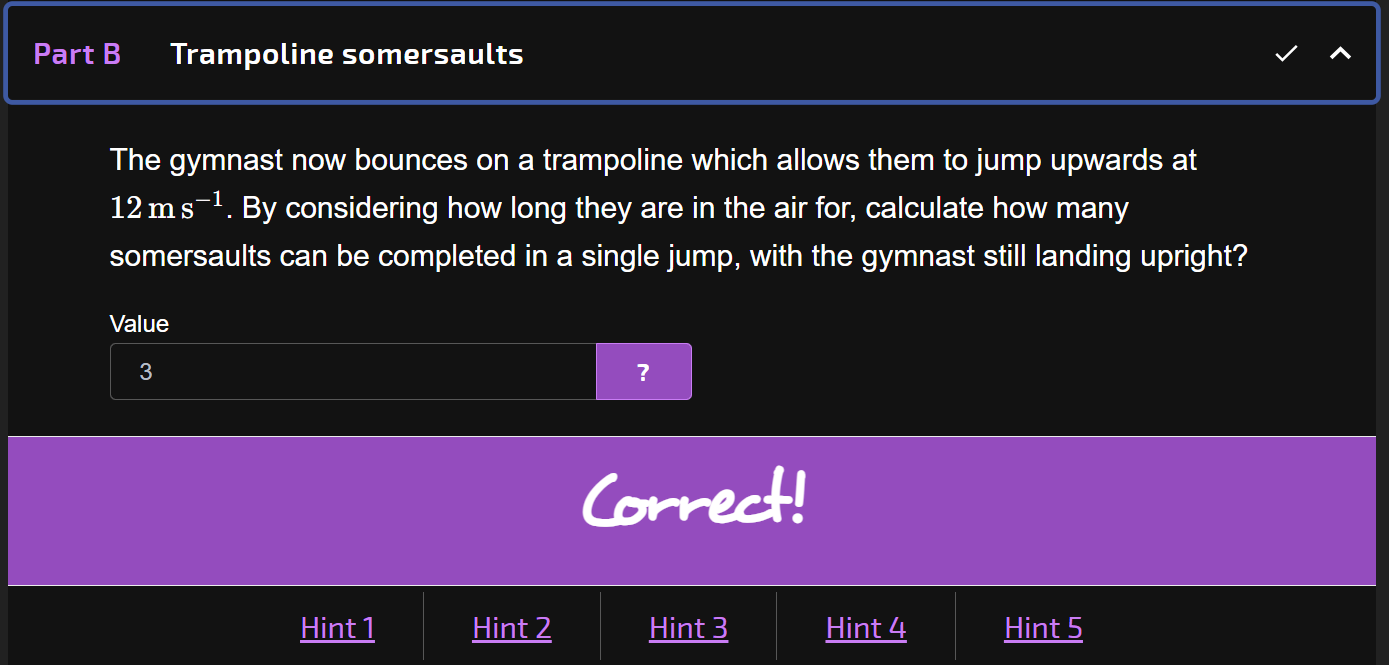 Part B Trampoline somersaults
The gymnast now bounces on a trampoline which allows them to jump upwards at
12 m s⁻¹. By considering how long they are in the air for, calculate how many
somersaults can be completed in a single jump, with the gymnast still landing upright?
Value
3 ?
Correct!
Hint 1 Hint 2 Hint 3 Hint 4 Hint 5